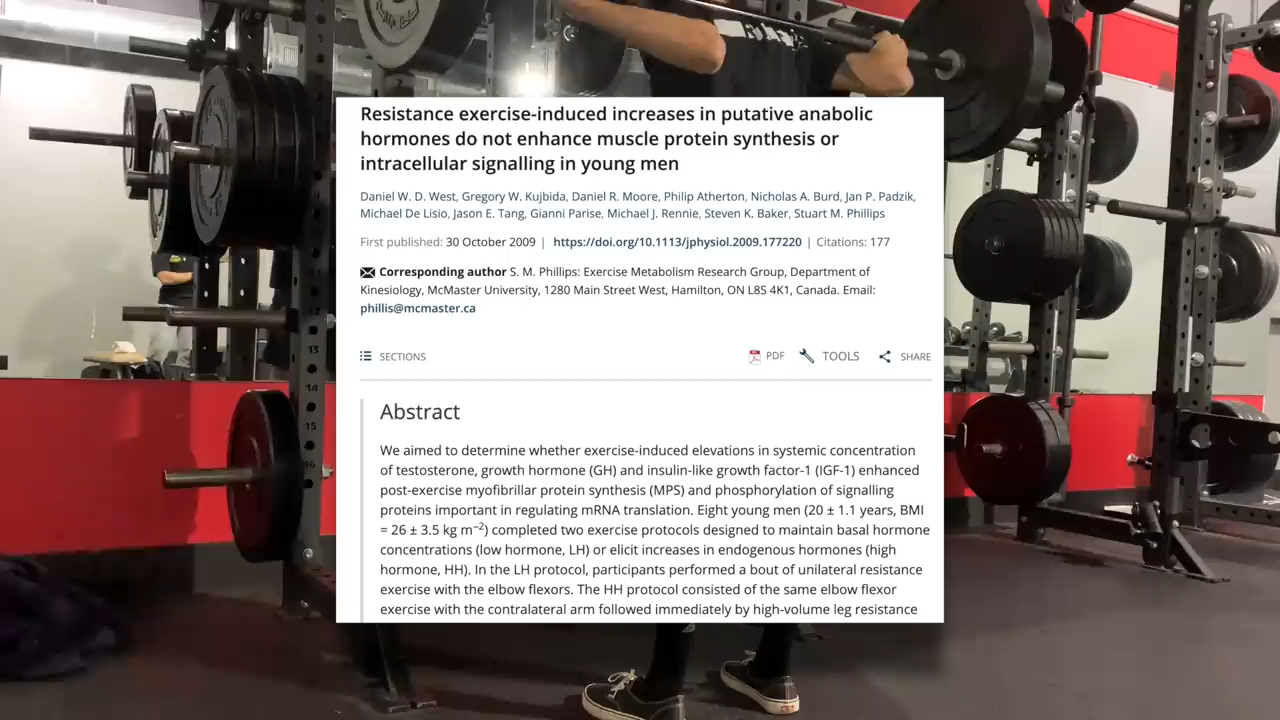 Resistance exercise-induced increases in putative anabolic
hormones do not enhance muscle protein synthesis or
intracellular signalling in young men
Daniel W. D. West, Gregory W. Kujbida, Daniel R. Moore, Philip Atherton, Nicholas A. Burd, Jan P. Padzik,
Michael De Lisio, Jason E. Tang, Gianni Parise, Michael J. Rennie, Steven K. Baker, Stuart M. Phillips
First published: 30 October 2009 | https://doi.org/10.1113/jphysiol.2009.177220 | Citations: 177
Corresponding author S. M. Phillips: Exercise Metabolism Research Group, Department of
Kinesiology, McMaster University, 1280 Main Street West, Hamilton, ON L8S 4K1, Canada. Email:
phillis@mcmaster.ca
SECTIONS PDF TOOLS SHARE
Abstract
We aimed to determine whether exercise-induced elevations in systemic concentration
of testosterone, growth hormone (GH) and insulin-like growth factor-1 (IGF-1) enhanced
post-exercise myofibrillar protein synthesis (MPS) and phosphorylation of signalling
proteins important in regulating mRNA translation. Eight young men (20 ± 1.1 years, BMI
= 26 ± 3.5 kg m⁻²) completed two exercise protocols designed to maintain basal hormone
concentrations (low hormone, LH) or elicit increases in endogenous hormones (high
hormone, HH). In the LH protocol, participants performed a bout of unilateral resistance
exercise with the elbow flexors. The HH protocol consisted of the same elbow flexor
exercise with the contralateral arm followed immediately by high-volume leg resistance
13
14
15
16